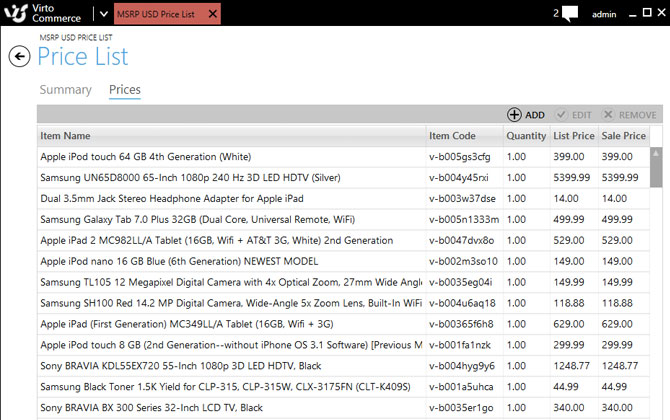 Virto Commerce MSRP USD Price List 2 admin
MSRP USD PRICE LIST
Price List
Summary Prices
ADD EDIT REMOVE
Item Name Item Code Quantity List Price Sale Price
Apple iPod touch 64 GB 4th Generation (White) v-b005gs3cfg 1.00 399.00 399.00
Samsung UN65D8000 65-Inch 1080p 240 Hz 3D LED HDTV (Silver) v-b004y45rxi 1.00 5399.99 5399.99
Dual 3.5mm Jack Stereo Headphone Adapter for Apple iPad v-b003w37dse 1.00 14.00 14.00
Samsung Galaxy Tab 7.0 Plus 32GB (Dual Core, Universal Remote, WiFi) v-b005n1333m 1.00 499.99 499.99
Apple iPad 2 MC982LL/A Tablet (16GB, Wifi + AT&T 3G, White) 2nd Generation v-b0047dvx8o 1.00 529.00 529.00
Apple iPod nano 16 GB Blue (6th Generation) NEWEST MODEL v-b002m3so10 1.00 149.00 149.00
Samsung TL105 12 Megapixel Digital Camera with 4x Optical Zoom, 27mm Wide Angle v-b0035eg04i 1.00 149.99 149.99
Samsung SH100 Red 14.2 MP Digital Camera, Wide-Angle 5x Zoom Lens, Built-In WiFi v-b004u6aq18 1.00 118.88 118.88
Apple iPad (First Generation) MC349LL/A Tablet (16GB, Wifi + 3G) v-b00365f6h8 1.00 629.00 629.00
Apple iPod touch 8 GB (2nd Generation--without iPhone OS 3.1 Software) [Previous M v-b001fa1nzk 1.00 299.99 299.99
Sony BRAVIA KDL55EX720 55-Inch 1080p 3D LED HDTV, Black v-b004hyg9y6 1.00 1248.77 1248.77
Samsung Black Toner 1.5K Yield for CLP-315, CLP-315W, CLX-3175FN (CLT-K409S) v-b001a5uhca 1.00 44.99 44.99
Sony BRAVIA BX 300 Series 32-Inch LCD TV, Black v-b0035er1go 1.00 340.00 340.00